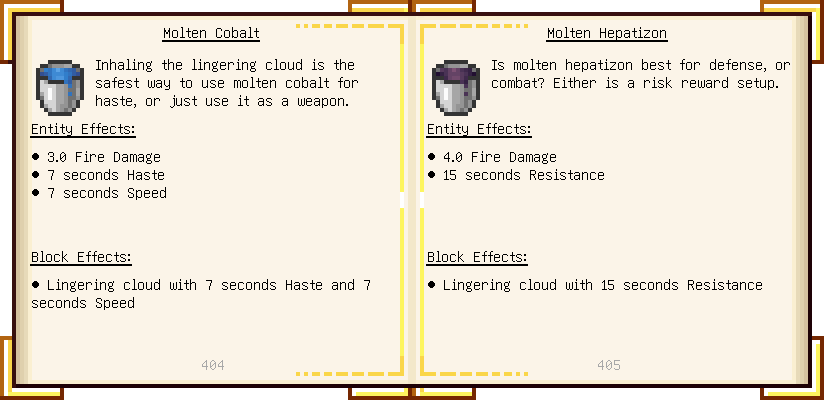 Molten Cobalt
Inhaling the lingering cloud is the
safest way to use molten cobalt for
haste, or just use it as a weapon.
Entity Effects:
● 3.0 Fire Damage
● 7 seconds Haste
● 7 seconds Speed
Block Effects:
● Lingering cloud with 7 seconds Haste and 7
seconds Speed
404
Molten Hepatizon
Is molten hepatizon best for defense, or
combat? Either is a risk reward setup.
Entity Effects:
● 4.0 Fire Damage
● 15 seconds Resistance
Block Effects:
● Lingering cloud with 15 seconds Resistance
405